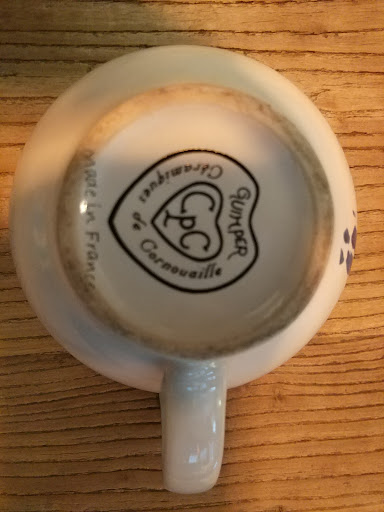 Céramiques de Cornouaille
QUIMPER
CPC
made in France